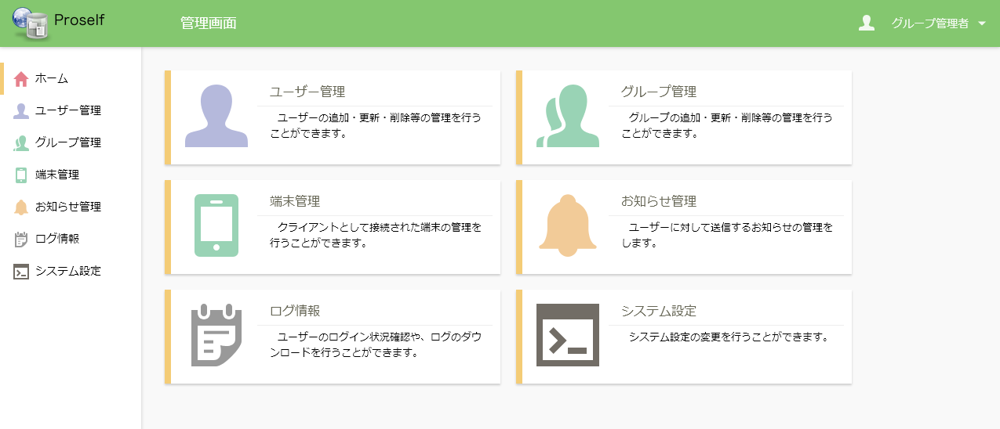 Proself
管理画面
グループ管理者
ホーム
ユーザー管理
グループ管理
端末管理
お知らせ管理
ログ情報
システム設定
ユーザー管理
ユーザーの追加・更新・削除等の管理を行う
ことができます。
グループ管理
グループの追加・更新・削除等の管理を行う
ことができます。
端末管理
クライアントとして接続された端末の管理を
行うことができます。
お知らせ管理
ユーザーに対して送信するお知らせの管理を
します。
ログ情報
ユーザーのログイン状況確認や、ログのダウ
ンロードを行うことができます。
システム設定
システム設定の変更を行うことができます。